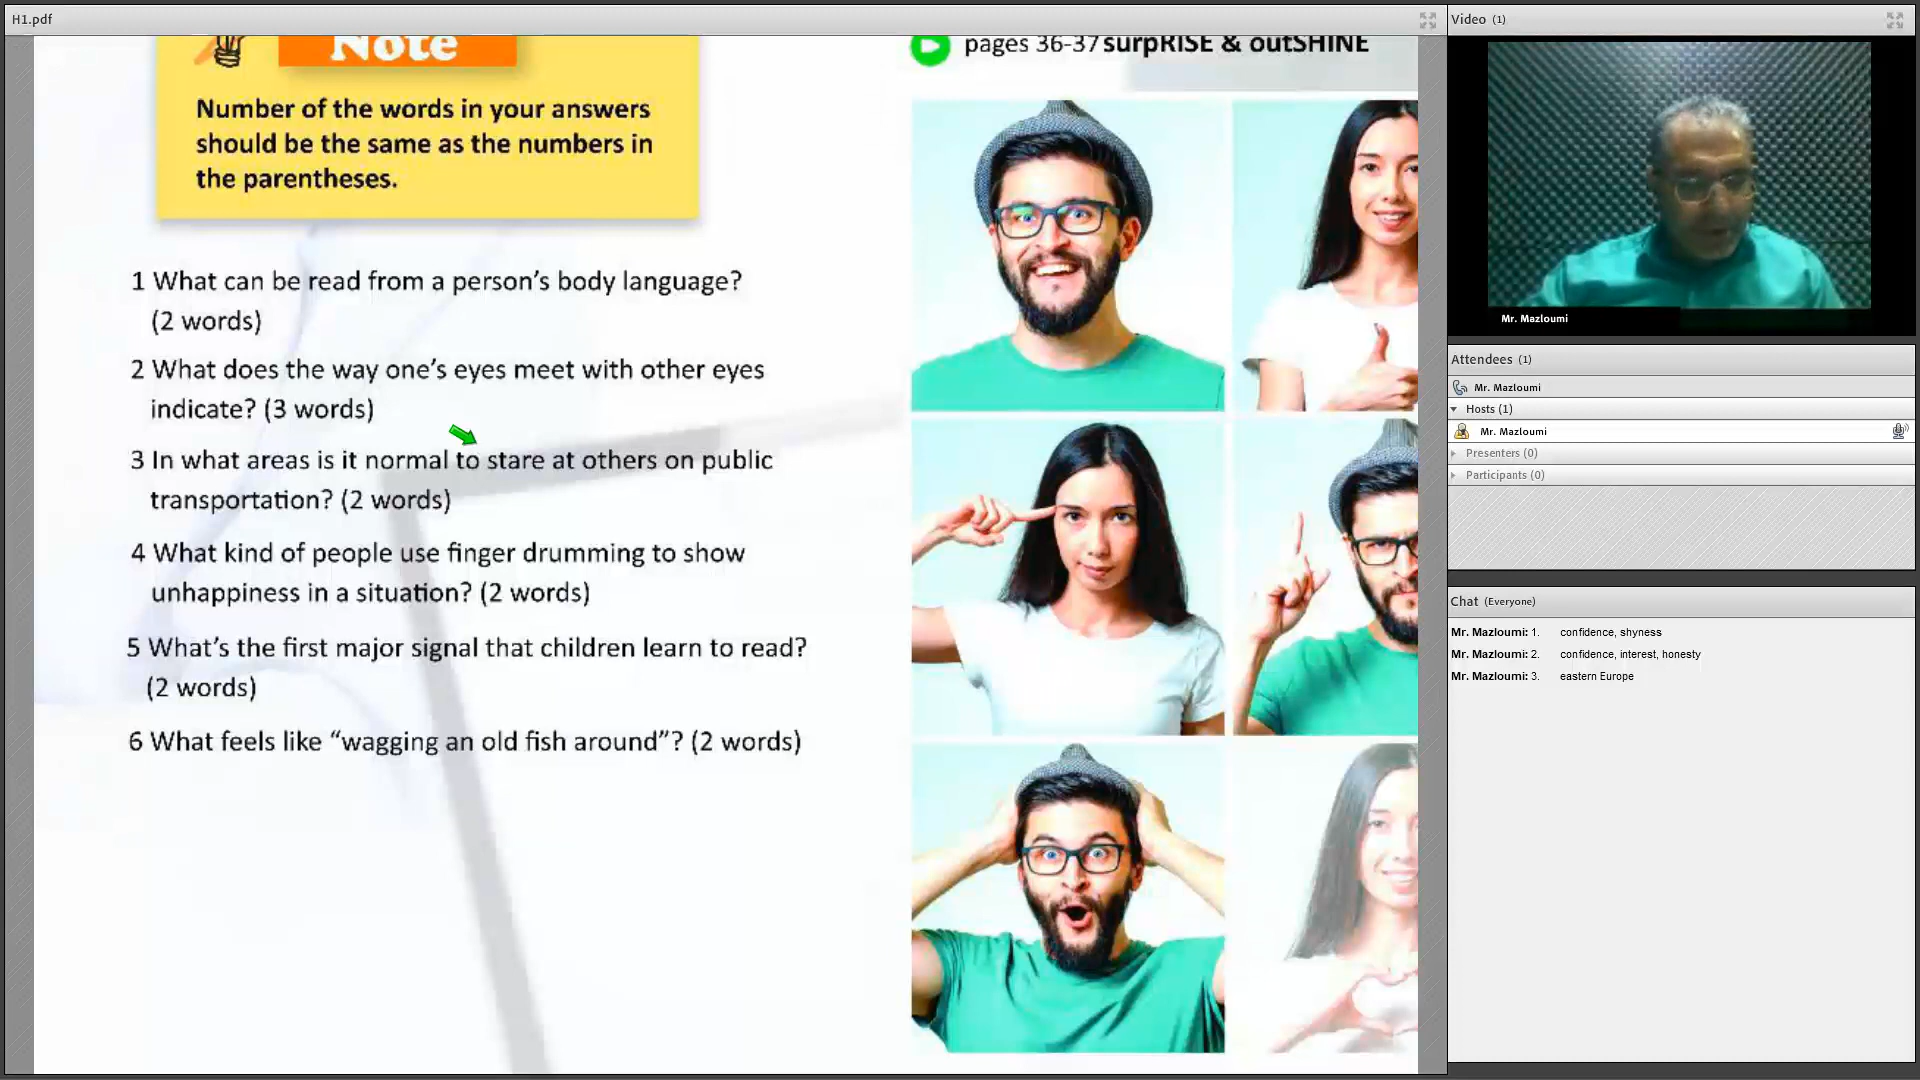 H1.pdf
Note
Number of the words in your answers
should be the same as the numbers in
the parentheses.
1 What can be read from a person's body language?
(2 words)
2 What does the way one's eyes meet with other eyes
indicate? (3 words)
3 In what areas is it normal to stare at others on public
transportation? (2 words)
4 What kind of people use finger drumming to show
unhappiness in a situation? (2 words)
5 What's the first major signal that children learn to read?
(2 words)
6 What feels like “wagging an old fish around”? (2 words)
pages 36-37 surpRISE & outSHINE
Video (1)
Mr. Mazloumi
Attendees (1)
Mr. Mazloumi
Hosts (1)
Mr. Mazloumi
Presenters (0)
Participants (0)
Chat (Everyone)
Mr. Mazloumi: 1. confidence, shyness
Mr. Mazloumi: 2. confidence, interest, honesty
Mr. Mazloumi: 3. eastern Europe